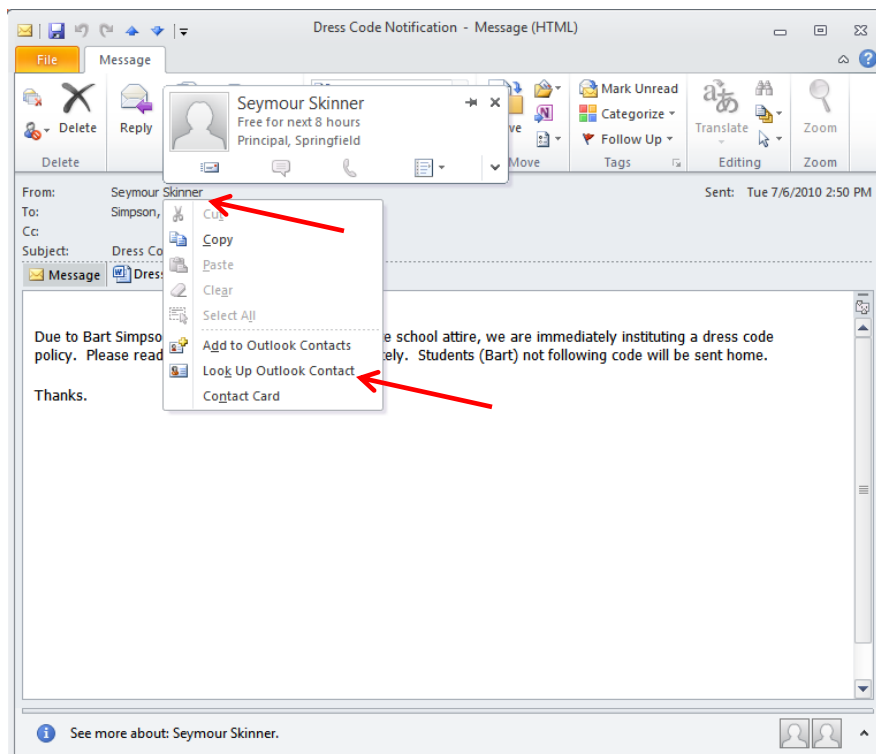 Dress Code Notification - Message (HTML)
File Message
Delete Reply
Mark Unread
Categorize
Follow Up
Translate Zoom
Delete Move Tags Editing Zoom
Seymour Skinner
Free for next 8 hours
Principal, Springfield
From: Seymour Skinner Sent: Tue 7/6/2010 2:50 PM
To: Simpson,
Cc:
Subject: Dress Co
Message Dres
Cut
Copy
Paste
Clear
Select All
Add to Outlook Contacts
Look Up Outlook Contact
Contact Card
Due to Bart Simpso e school attire, we are immediately instituting a dress code
policy. Please read ely. Students (Bart) not following code will be sent home.
Thanks.
See more about: Seymour Skinner.